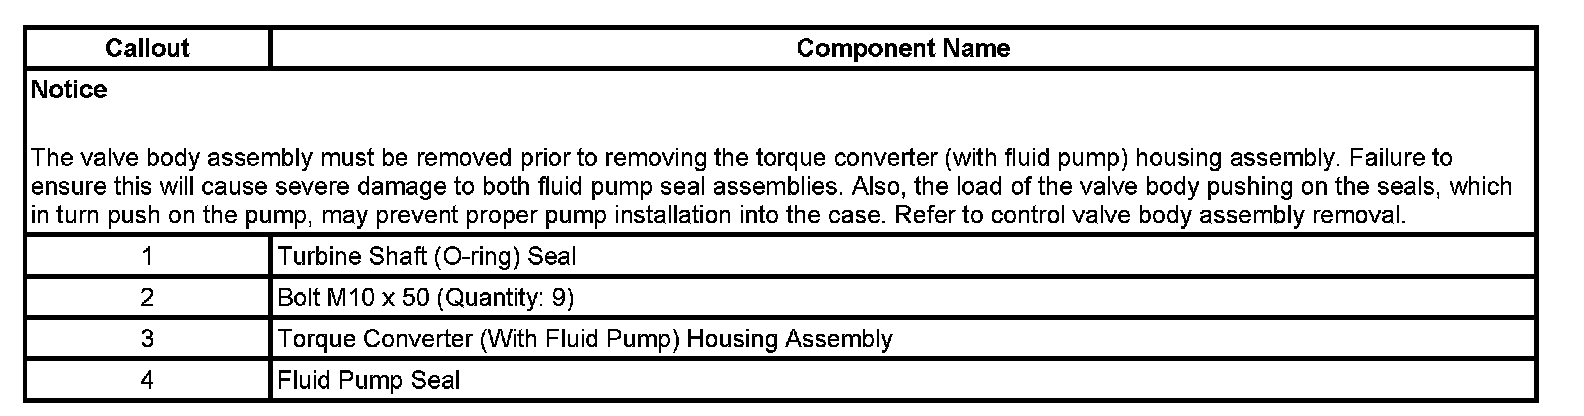 Callout Component Name
Notice
The valve body assembly must be removed prior to removing the torque converter (with fluid pump) housing assembly. Failure to
ensure this will cause severe damage to both fluid pump seal assemblies. Also, the load of the valve body pushing on the seals, which
in turn push on the pump, may prevent proper pump installation into the case. Refer to control valve body assembly removal.
1 Turbine Shaft (O-ring) Seal
2 Bolt M10 x 50 (Quantity: 9)
3 Torque Converter (With Fluid Pump) Housing Assembly
4 Fluid Pump Seal